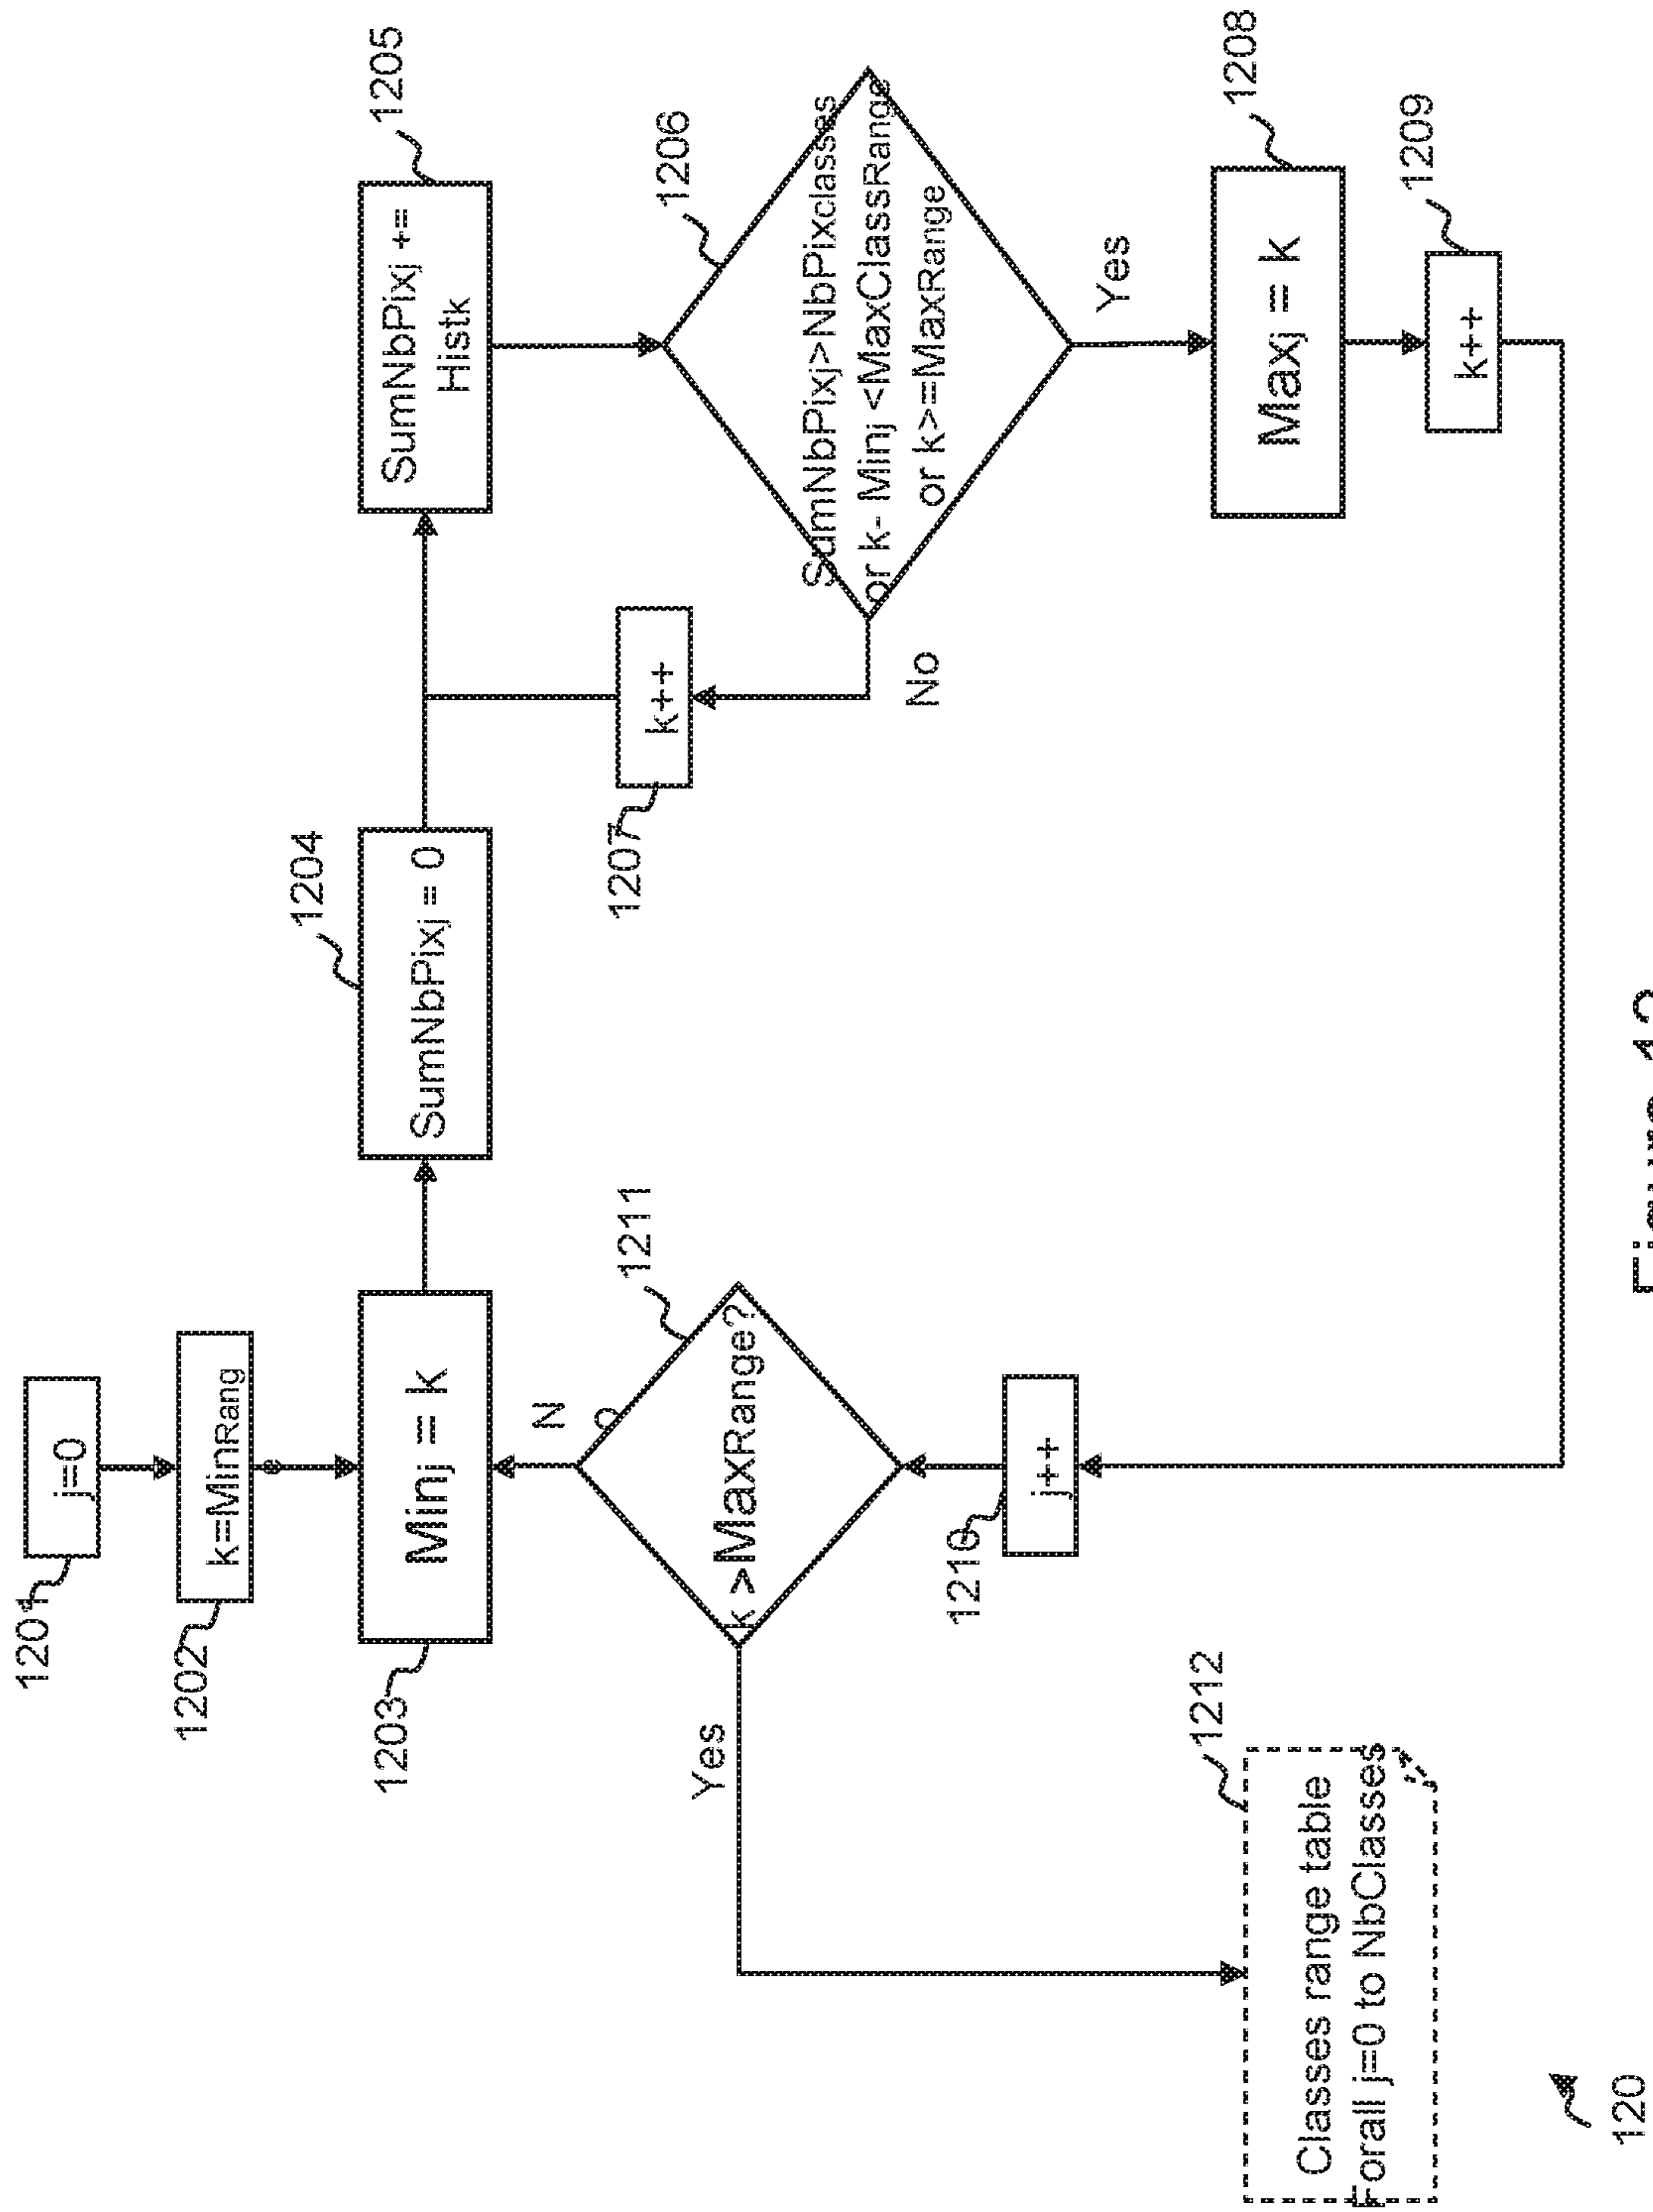 1201
j=0
1202
k=MinRang
e
1203
Minj = k
1204
SumNbPixj = 0
1205
SumNbPixj +=
Histk
1206
SumNbPixj>NbPixclasses
or k- Minj <MaxClassRange
or k>=MaxRange
No
Yes
1207
k++
1208
Maxj = k
1209
k++
1210
j++
1211
k >MaxRange?
N
o
Yes
1212
Classes range table
Forall j=0 to NbClasses
120